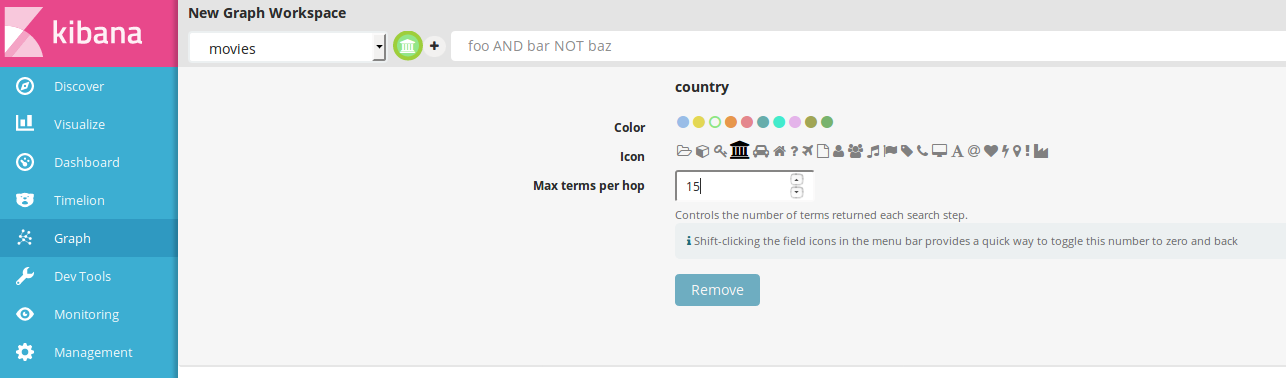 kibana
Discover
Visualize
Dashboard
Timelion
Graph
Dev Tools
Monitoring
Management
New Graph Workspace
movies
foo AND bar NOT baz
country
Color
Icon
Max terms per hop
15
Controls the number of terms returned each search step.
Shift-clicking the field icons in the menu bar provides a quick way to toggle this number to zero and back
Remove